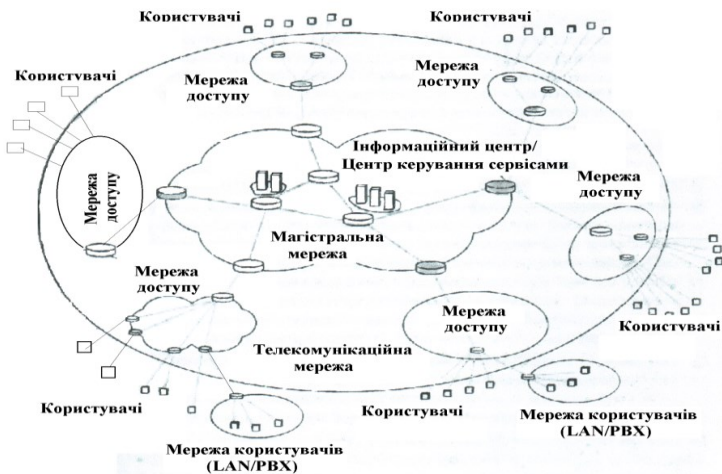 Користувачі
Користувачі
Користувачі
Мережа
доступу
Мережа
доступу
Мережа
доступу
Інформаційний центр/
Центр керування сервісами
Мережа
доступу
Магістральна
мережа
Мережа
доступу
Мережа
доступу
Користувачі
Телекомунікаційна
мережа
Користувачі
Користувачі
Мережа користувачів
(LAN/PBX)
Мережа користувачів
(LAN/PBX)